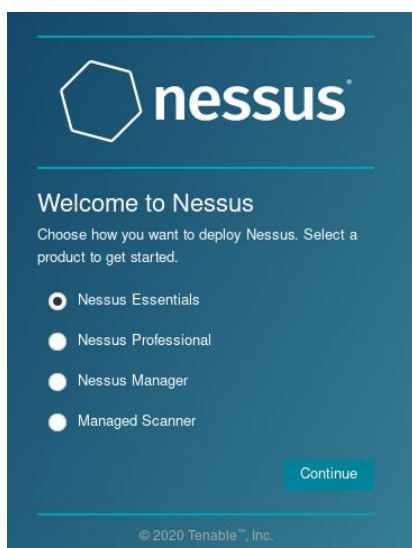 nessus®
Welcome to Nessus
Choose how you want to deploy Nessus. Select a
product to get started.
Nessus Essentials
Nessus Professional
Nessus Manager
Managed Scanner
Continue
© 2020 Tenable™, Inc.